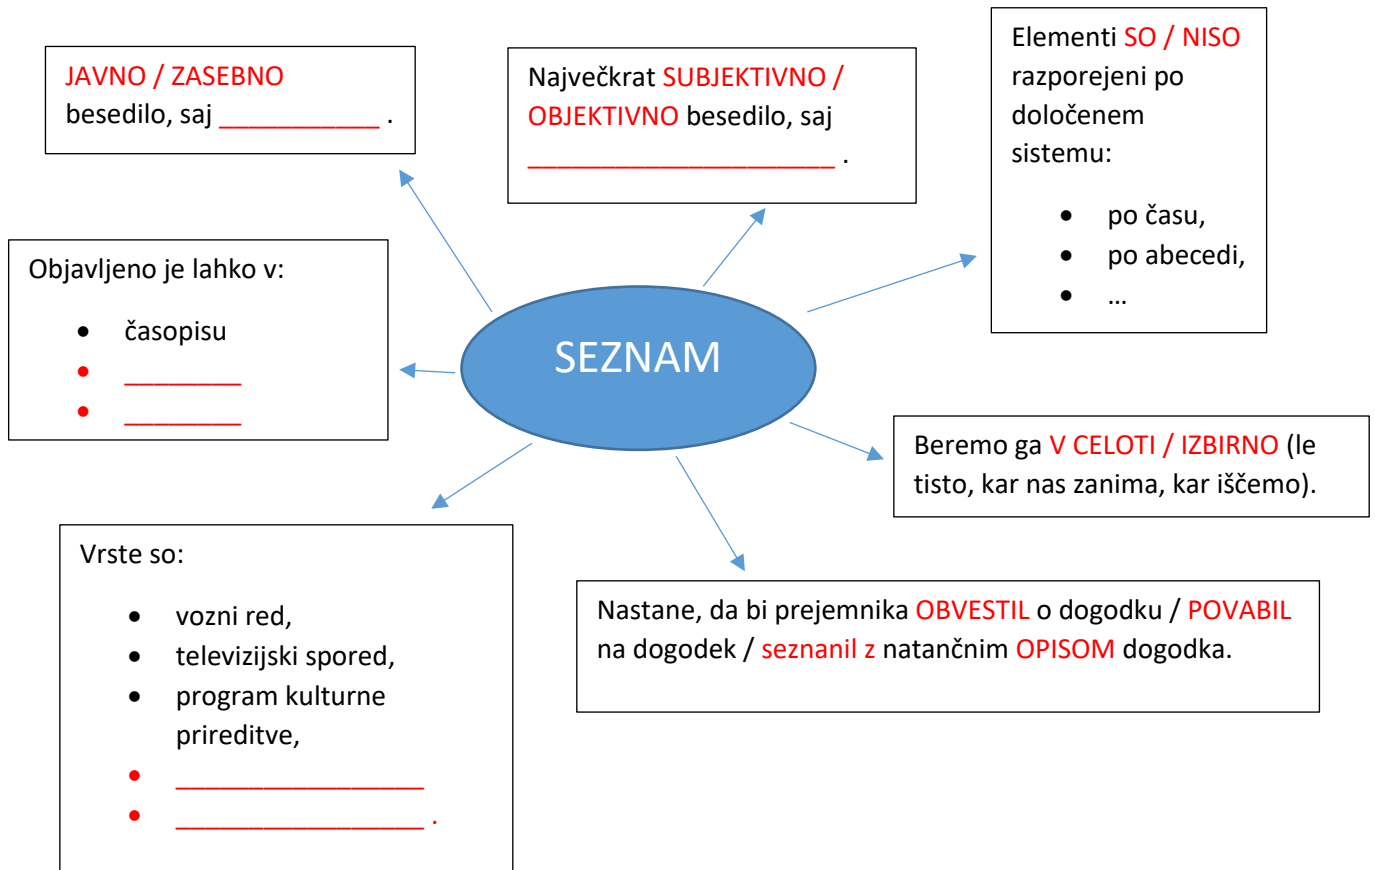 JAVNO / ZASEBNO
besedilo, saj ___________ .
Največkrat SUBJEKTIVNO /
OBJEKTIVNO besedilo, saj
_____________________ .
Elementi SO / NISO
razporejeni po
določenem
sistemu:
• po času,
• po abecedi,
• …
Objavljeno je lahko v:
• časopisu
• ________
• ________
SEZNAM
Beremo ga V CELOTI / IZBIRNO (le
tisto, kar nas zanima, kar iščemo).
Vrste so:
• vozni red,
• televizijski spored,
• program kulturne
prireditve,
• _________________
• _________________ .
Nastane, da bi prejemnika OBVESTIL o dogodku / POVABIL
na dogodek / seznanil z natančnim OPISOM dogodka.